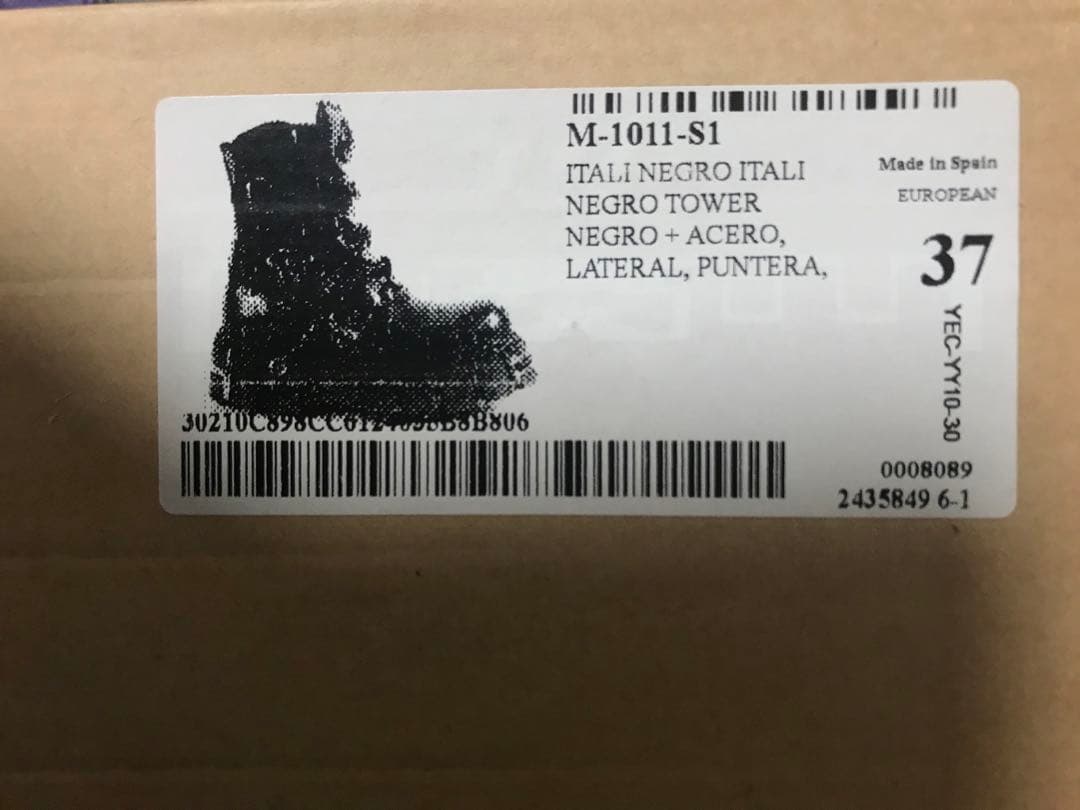 M-1011-S1
ITALI NEGRO ITALI
NEGRO TOWER
NEGRO + ACERO,
LATERAL, PUNTERA,
Made in Spain
EUROPEAN
37
YEC-YY10-30
0008089
2435849 6-1